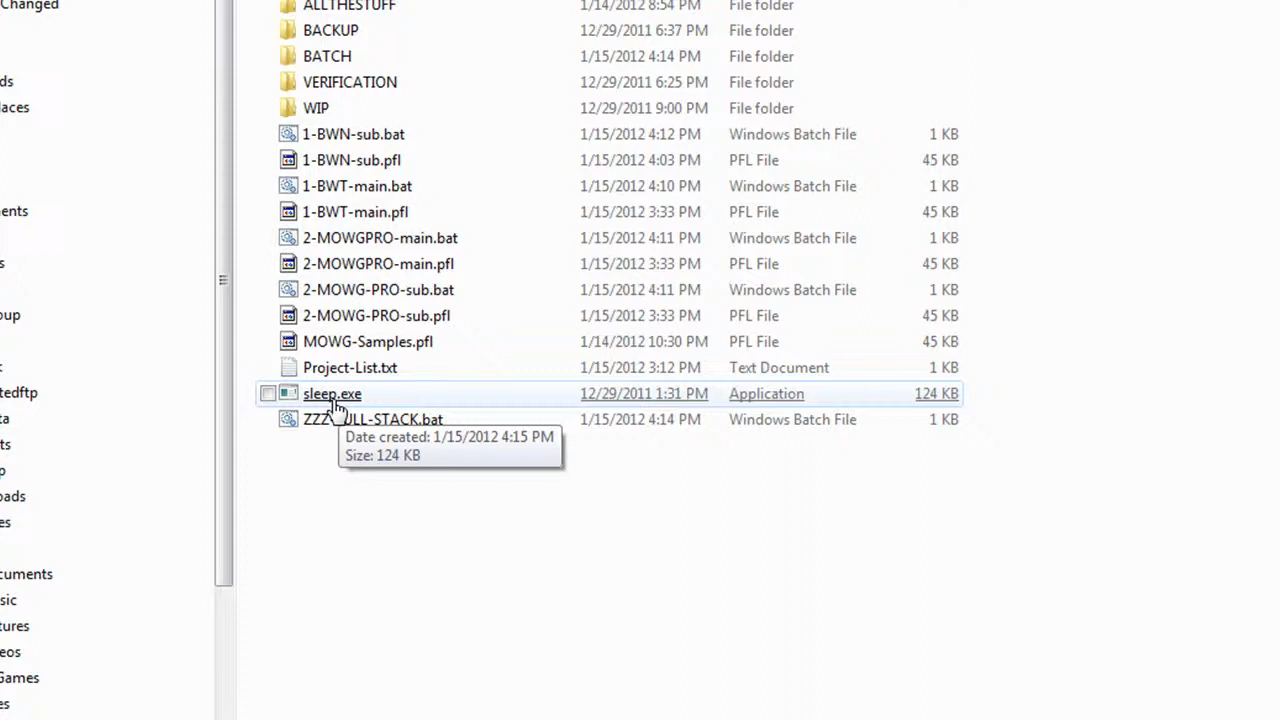 Changed
ALLTHESTUFF 1/14/2012 8:54 PM File folder
BACKUP 12/29/2011 6:37 PM File folder
BATCH 1/15/2012 4:14 PM File folder
ds VERIFICATION 12/29/2011 6:25 PM File folder
laces WIP 12/29/2011 9:00 PM File folder
1-BWN-sub.bat 1/15/2012 4:12 PM Windows Batch File 1 KB
1-BWN-sub.pfl 1/15/2012 4:03 PM PFL File 45 KB
1-BWT-main.bat 1/15/2012 4:10 PM Windows Batch File 1 KB
ents 1-BWT-main.pfl 1/15/2012 3:33 PM PFL File 45 KB
2-MOWGPRO-main.bat 1/15/2012 4:11 PM Windows Batch File 1 KB
s 2-MOWGPRO-main.pfl 1/15/2012 3:33 PM PFL File 45 KB
2-MOWG-PRO-sub.bat 1/15/2012 4:11 PM Windows Batch File 1 KB
oup 2-MOWG-PRO-sub.pfl 1/15/2012 3:33 PM PFL File 45 KB
MOWG-Samples.pfl 1/14/2012 10:30 PM PFL File 45 KB
t Project-List.txt 1/15/2012 3:12 PM Text Document 1 KB
tedftp sleep.exe 12/29/2011 1:31 PM Application 124 KB
ta ZZZ ULL-STACK.bat 1/15/2012 4:14 PM Windows Batch File 1 KB
Date created: 1/15/2012 4:15 PM
ts Size: 124 KB
p
oads
es
cuments
sic
tures
eos
Games
es